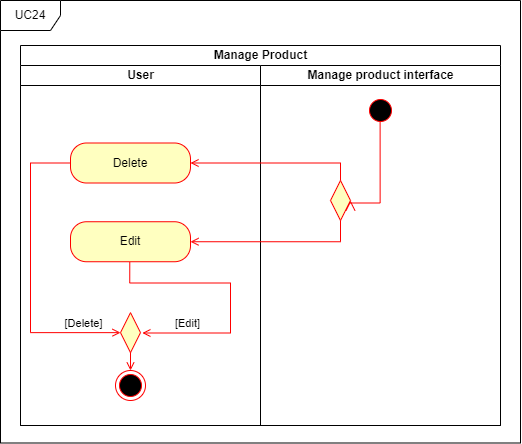 UC24
Manage Product
User
Manage product interface
Delete
Edit
[Delete]
[Edit]